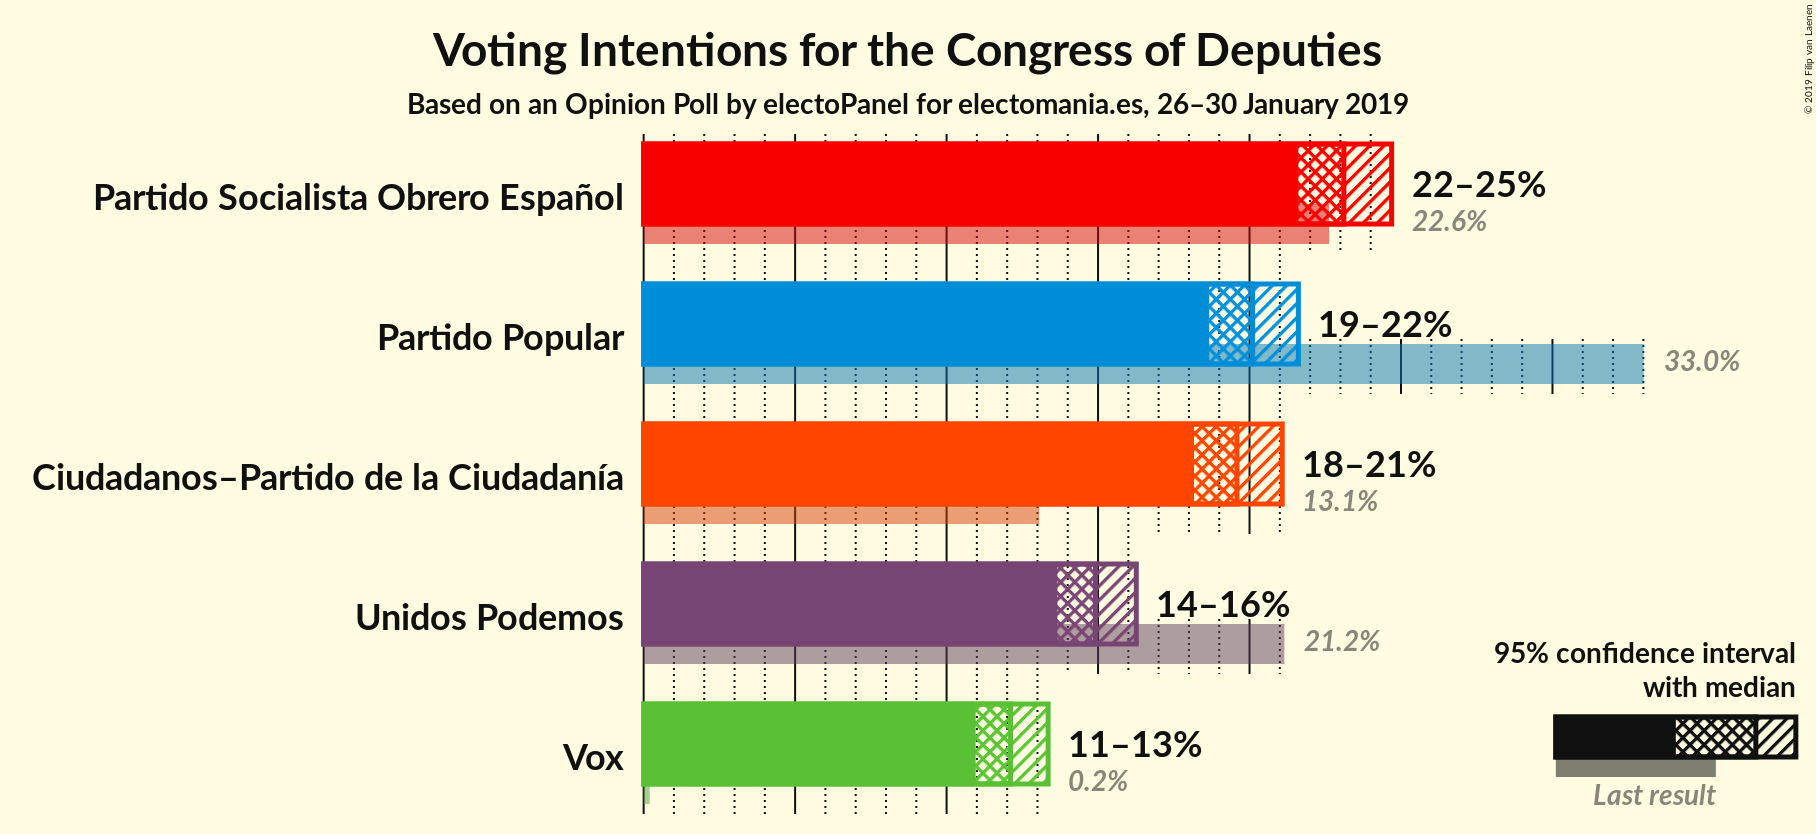 Voting Intentions for the Congress of Deputies
Based on an Opinion Poll by electoPanel for electomania.es, 26–30 January 2019
© 2019 Filip van Laenen
Partido Socialista Obrero Español
22–25%
22.6%
Partido Popular
19–22%
33.0%
Ciudadanos–Partido de la Ciudadanía
18–21%
13.1%
Unidos Podemos
14–16%
21.2%
Vox
11–13%
0.2%
95% confidence interval
with median
Last result